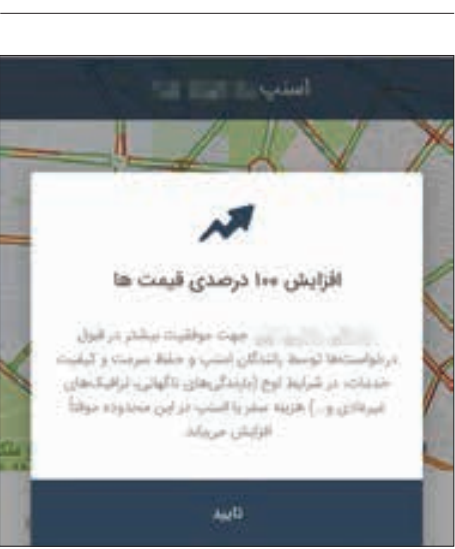 اسنپ
افزایش ۱۰۰ درصدی قیمت ها
جهت موفقیت بیشتر در قبول
درخواست‌ها توسط رانندگان اسنپ و حفظ سرعت و کیفیت
خدمات، در شرایط اوج (بارندگی‌های ناگهانی، ترافیک‌های
غیرعادی و...) هزینه سفر با اسنپ در این محدوده موقتاً
افزایش می‌یابد.
تایید